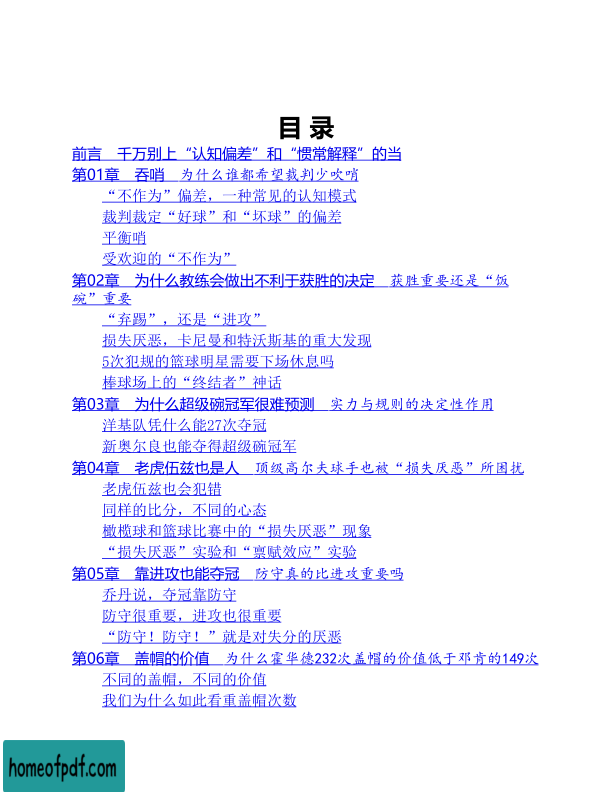 目 录
前言　千万别上“认知偏差”和“惯常解释”的当
第01章　吞哨　为什么谁都希望裁判少吹哨
“不作为”偏差，一种常见的认知模式
裁判裁定“好球”和“坏球”的偏差
平衡哨
受欢迎的“不作为”
第02章　为什么教练会做出不利于获胜的决定　获胜重要还是“饭
碗”重要
“弃踢”，还是“进攻”
损失厌恶，卡尼曼和特沃斯基的重大发现
5次犯规的篮球明星需要下场休息吗
棒球场上的“终结者”神话
第03章　为什么超级碗冠军很难预测　实力与规则的决定性作用
洋基队凭什么能27次夺冠
新奥尔良也能夺得超级碗冠军
第04章　老虎伍兹也是人　顶级高尔夫球手也被“损失厌恶”所困扰
老虎伍兹也会犯错
同样的比分，不同的心态
橄榄球和篮球比赛中的“损失厌恶”现象
“损失厌恶”实验和“禀赋效应”实验
第05章　靠进攻也能夺冠　防守真的比进攻重要吗
乔丹说，夺冠靠防守
防守很重要，进攻也很重要
“防守！防守！”就是对失分的厌恶
第06章　盖帽的价值　为什么霍华德232次盖帽的价值低于邓肯的149次
不同的盖帽，不同的价值
我们为什么如此看重盖帽次数
homeofpdf.com